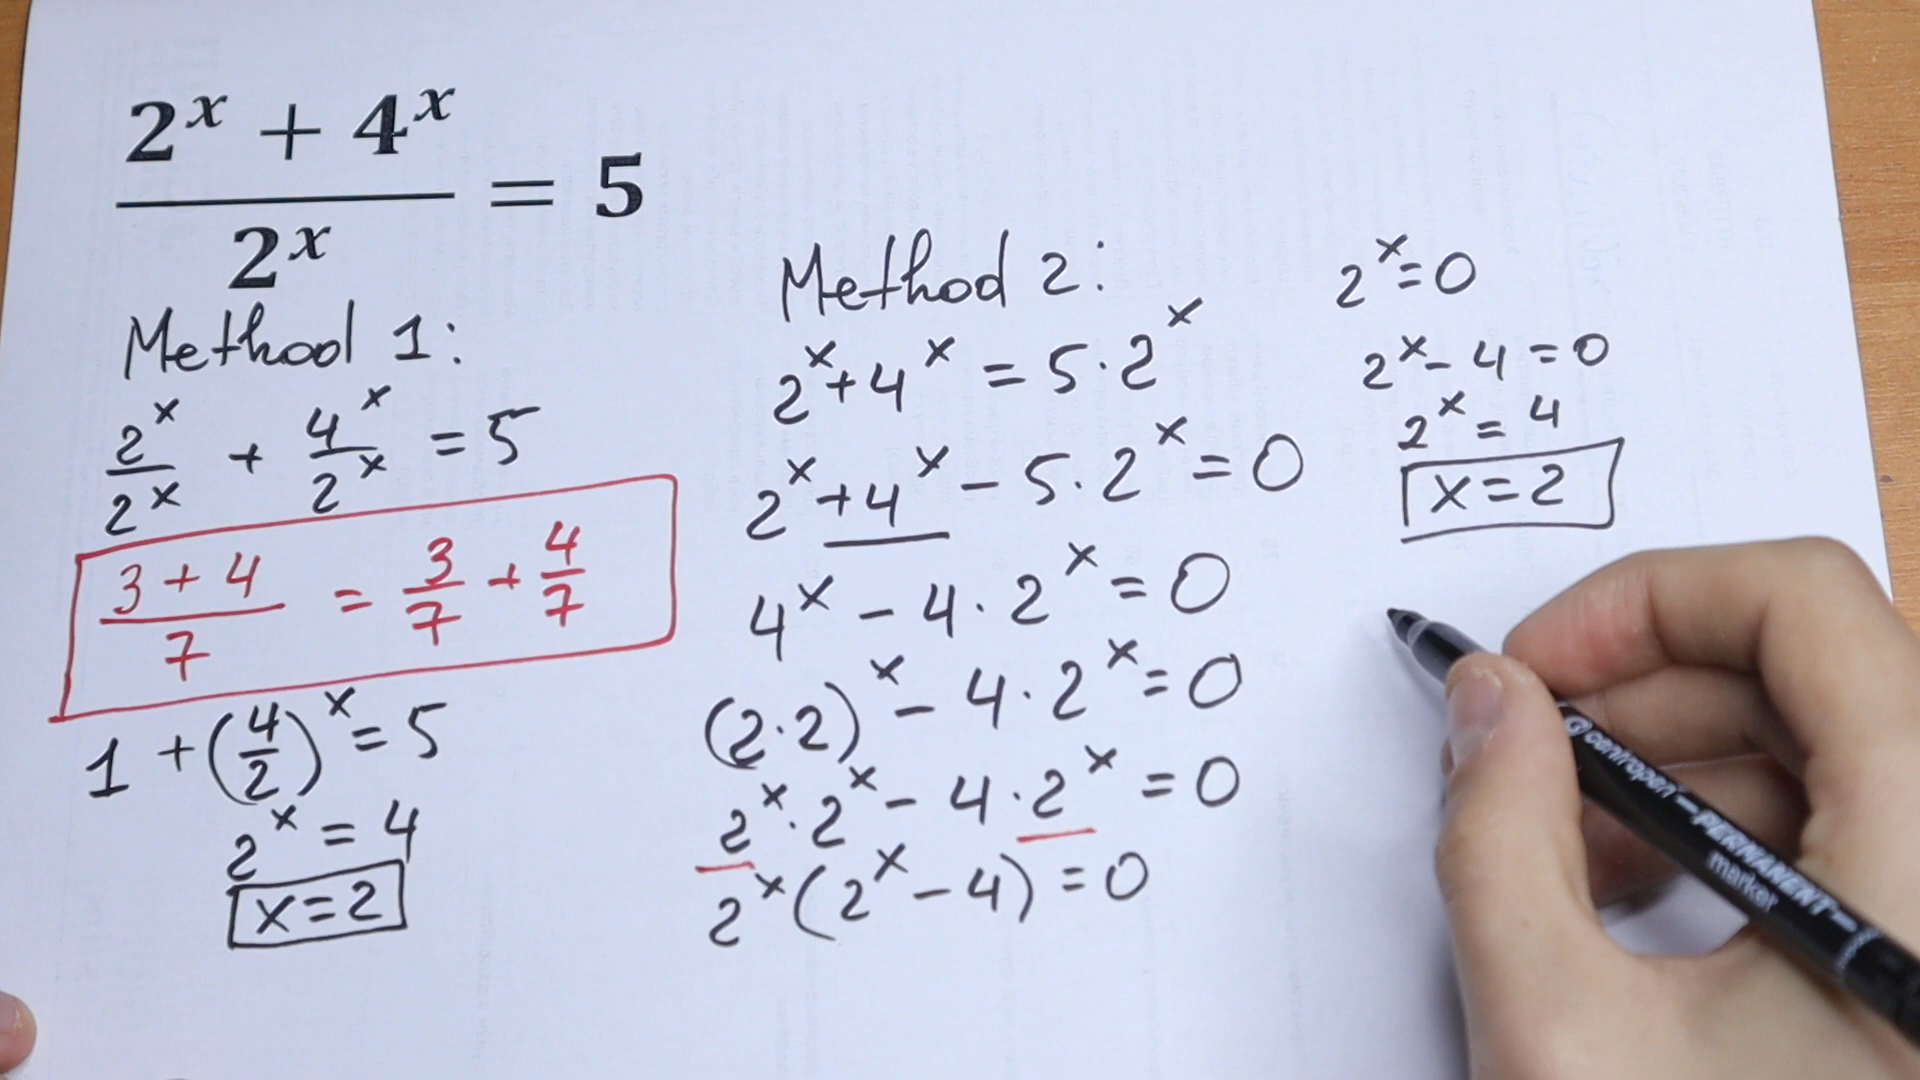 2^x + 4^x
/ 2^x = 5
Method 1:
2^x/2^x + 4^x/2^x = 5
(3 + 4)/7 = 3/7 + 4/7
1 + (4/2)^x = 5
2^x = 4
x = 2
Method 2:
2^x + 4^x = 5 · 2^x
2^x + 4^x - 5 · 2^x = 0
4^x - 4 · 2^x = 0
(2 · 2)^x - 4 · 2^x = 0
2^x · 2^x - 4 · 2^x = 0
2^x (2^x - 4) = 0
2^x = 0
2^x - 4 = 0
2^x = 4
x = 2
centropen PERMANENT
marker